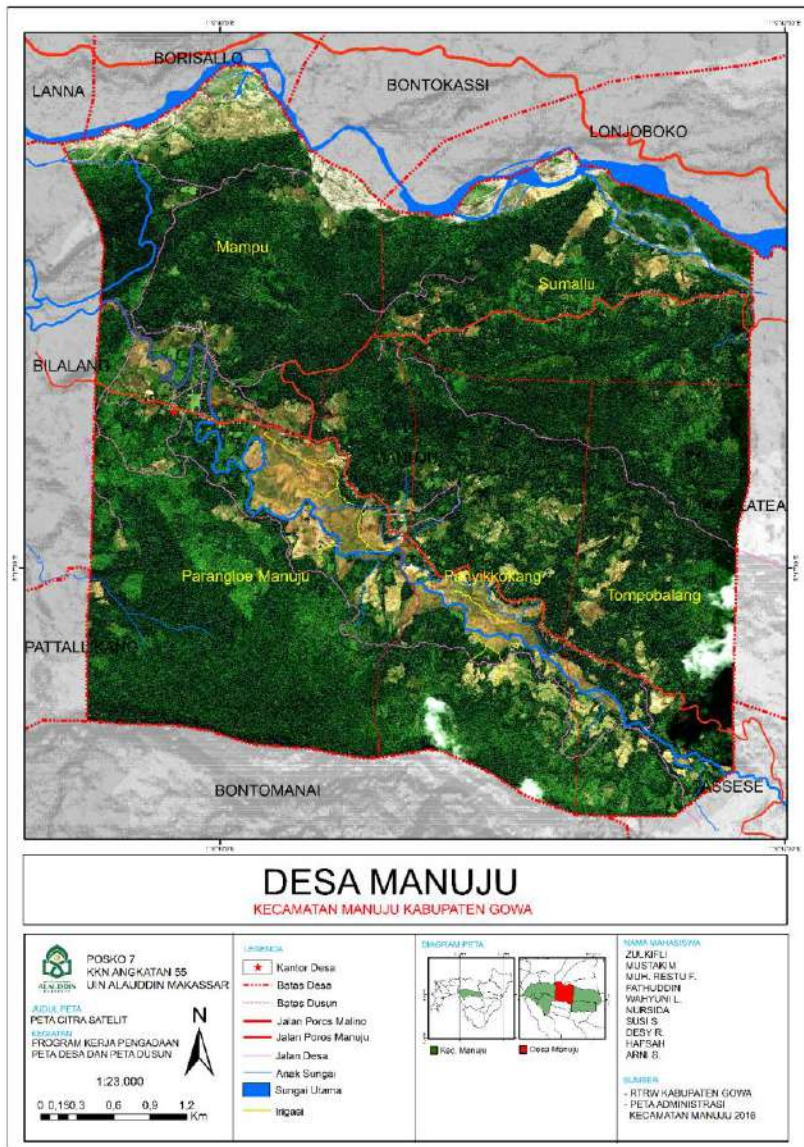 BORISALLO
LANNA
BONTOKASSI
LONJOBOKO
Mampu
Sumallu
BILALANG
Parangloe Manuju
Panyikkokang
Tompobalang
BONTOMANAI
DESA MANUJU
KECAMATAN MANUJU KABUPATEN GOWA
POSKO 7
KKN ANGKATAN 55
UIN ALAUDDIN MAKASSAR
JUDUL PETA
PETA CITRA SATELIT
KEGIATAN
PROGRAM KERJA PENGADAAN
PETA DESA DAN PETA DUSUN
N
1:23.000
0 0,15 0,3 0,6 0,9 1,2
Km
LEGENDA
Kantor Desa
Batas Desa
Batas Dusun
Jalan Poros Malino
Jalan Poros Manuju
Jalan Desa
Anak Sungai
Sungai Utama
Irigasi
DIAGRAM PETA
Kec. Manuju
Desa Manuju
NAMA MAHASISWA
ZULKIFLI
MUSTAKIM
MUH. RESTU F.
FATHUDDIN
WAHYUNI L.
NURSIDA
SUSI S.
DESY R.
HAFSAH
ARNI S.
SUMBER
- RTRW KABUPATEN GOWA
- PETA ADMINISTRASI
KECAMATAN MANUJU 2016